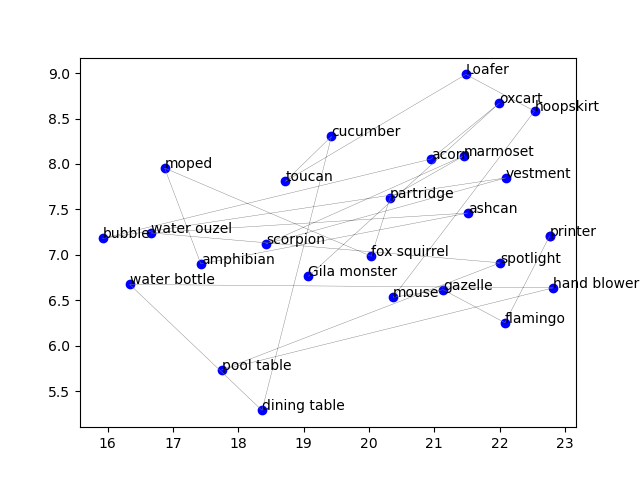 9.0
8.5
8.0
7.5
7.0
6.5
6.0
5.5
Loafer
oxcart
hoopskirt
cucumber
acorn
marmoset
moped
toucan
vestment
partridge
ashcan
bubble
water ouzel
printer
scorpion
fox squirrel
amphibian
spotlight
Gila monster
water bottle
mouse
gazelle
hand blower
flamingo
pool table
dining table
16 17 18 19 20 21 22 23